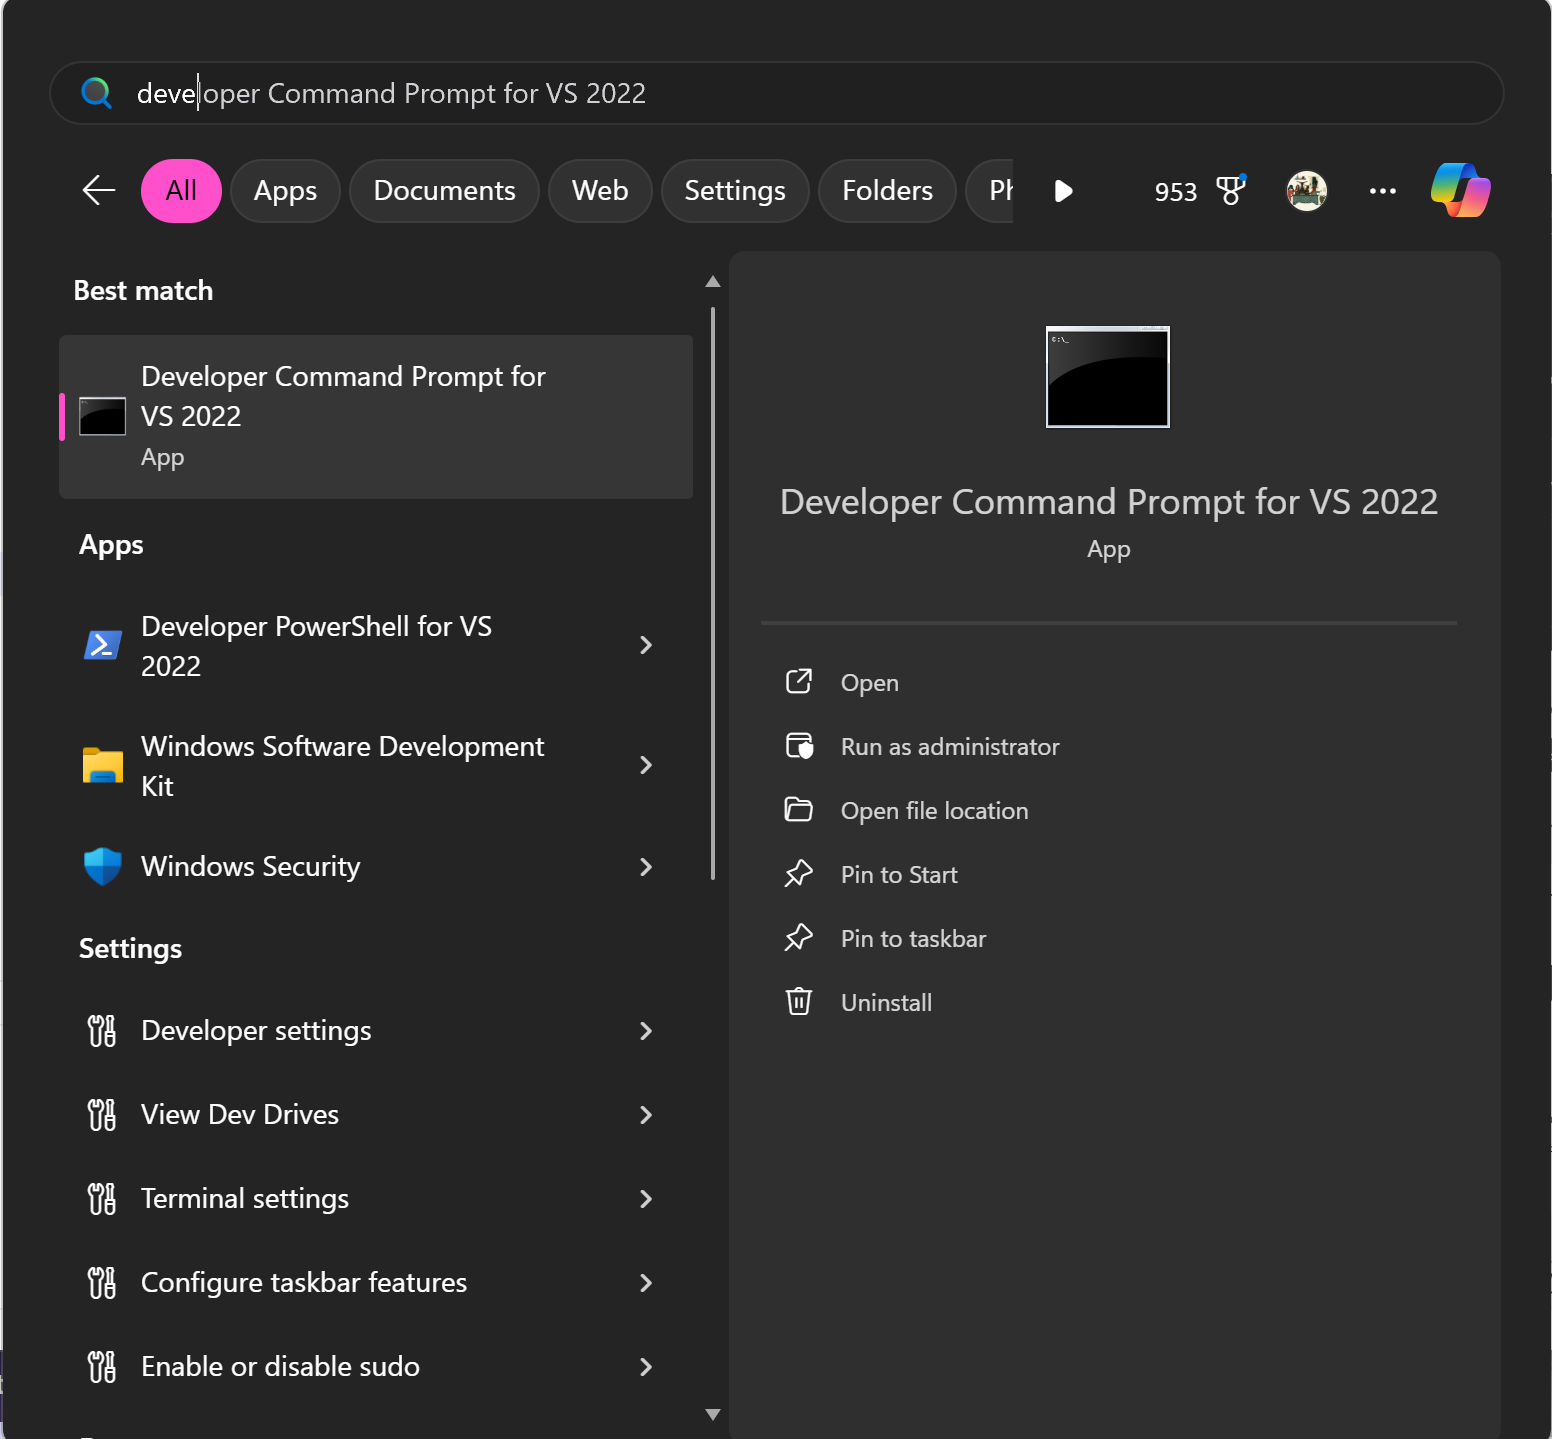 developer Command Prompt for VS 2022
All
Apps
Documents
Web
Settings
Folders
953
Best match
Developer Command Prompt for
VS 2022
App
Apps
Developer PowerShell for VS
2022
Windows Software Development
Kit
Windows Security
Settings
Developer settings
View Dev Drives
Terminal settings
Configure taskbar features
Enable or disable sudo
C:\_
Developer Command Prompt for VS 2022
App
Open
Run as administrator
Open file location
Pin to Start
Pin to taskbar
Uninstall